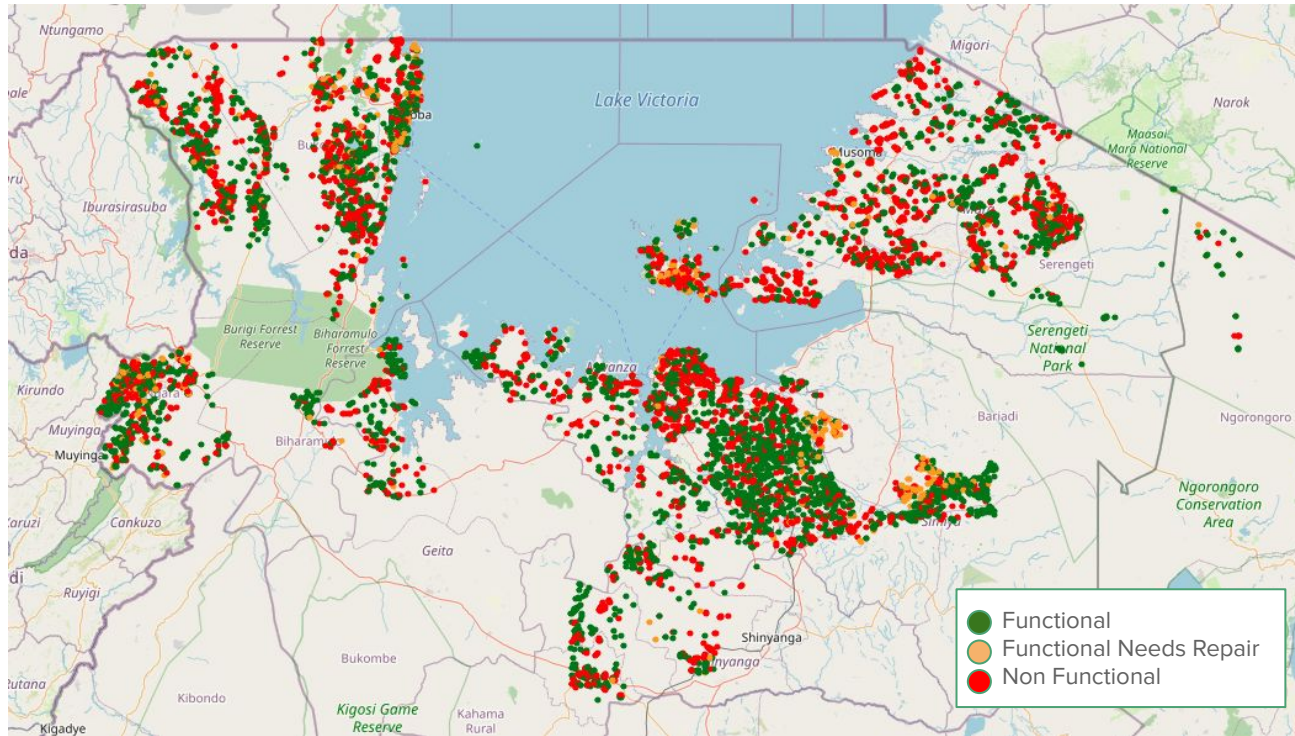 Ntungamo
Migori
Lake Victoria
Narok
Maasai
Mara National
Reserve
Musoma
Iburasirasuba
Serengeti
Burigi Forrest
Reserve
Biharamulo
Forrest
Reserve
Serengeti
National
Park
Kirundo
Bariadi
Ngorongoro
Muyinga
Muyinga
Biharamulo
Ngorongoro
Conservation
Area
Cankuzo
Simiyu
Geita
Ruyigi
Functional
Functional Needs Repair
Non Functional
Shinyanga
Bukombe
Kibondo
Kigosi Game
Reserve
Kahama
Rural
Kigadye